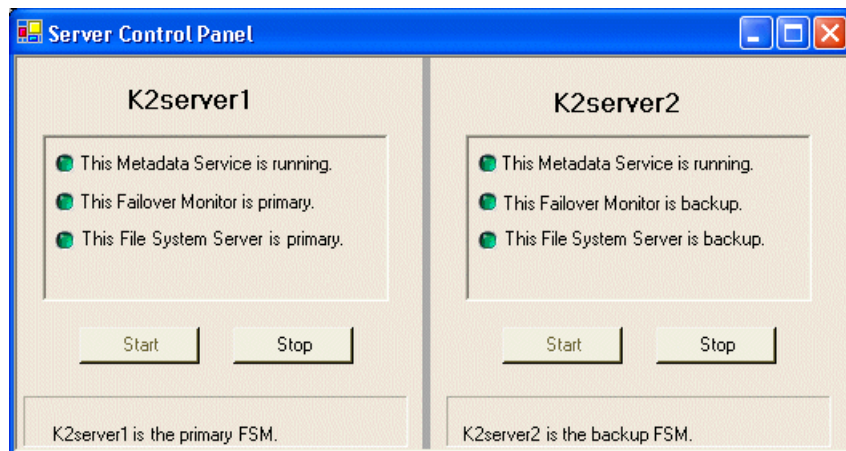 Server Control Panel
K2server1
This Metadata Service is running.
This Failover Monitor is primary.
This File System Server is primary.
Start
Stop
K2server1 is the primary FSM.
K2server2
This Metadata Service is running.
This Failover Monitor is backup.
This File System Server is backup.
Start
Stop
K2server2 is the backup FSM.